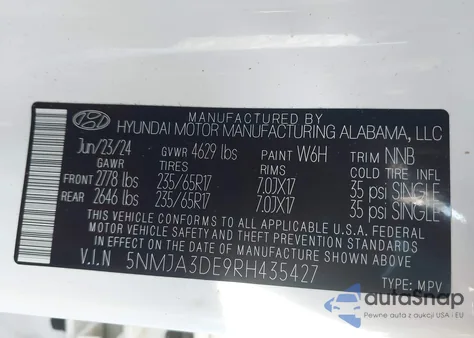 MANUFACTURED BY
HYUNDAI MOTOR MANUFACTURING ALABAMA, LLC
Jun/23/24 GVWR 4629 lbs PAINT W6H TRIM NNB
GAWR TIRES RIMS COLD TIRE INFL
FRONT 2778 lbs 235/65R17 7.0JX17 35 psi SINGLE
REAR 2646 lbs 235/65R17 7.0JX17 35 psi SINGLE
THIS VEHICLE CONFORMS TO ALL APPLICABLE U.S.A. FEDERAL
MOTOR VEHICLE SAFETY AND THEFT PREVENTION STANDARDS
IN EFFECT ON THE DATE OF MANUFACTURE SHOWN ABOVE.
V.I.N 5NMJA3DE9RH435427 TYPE: MPV
autoSnap
Pewne auta z aukcji USA i EU